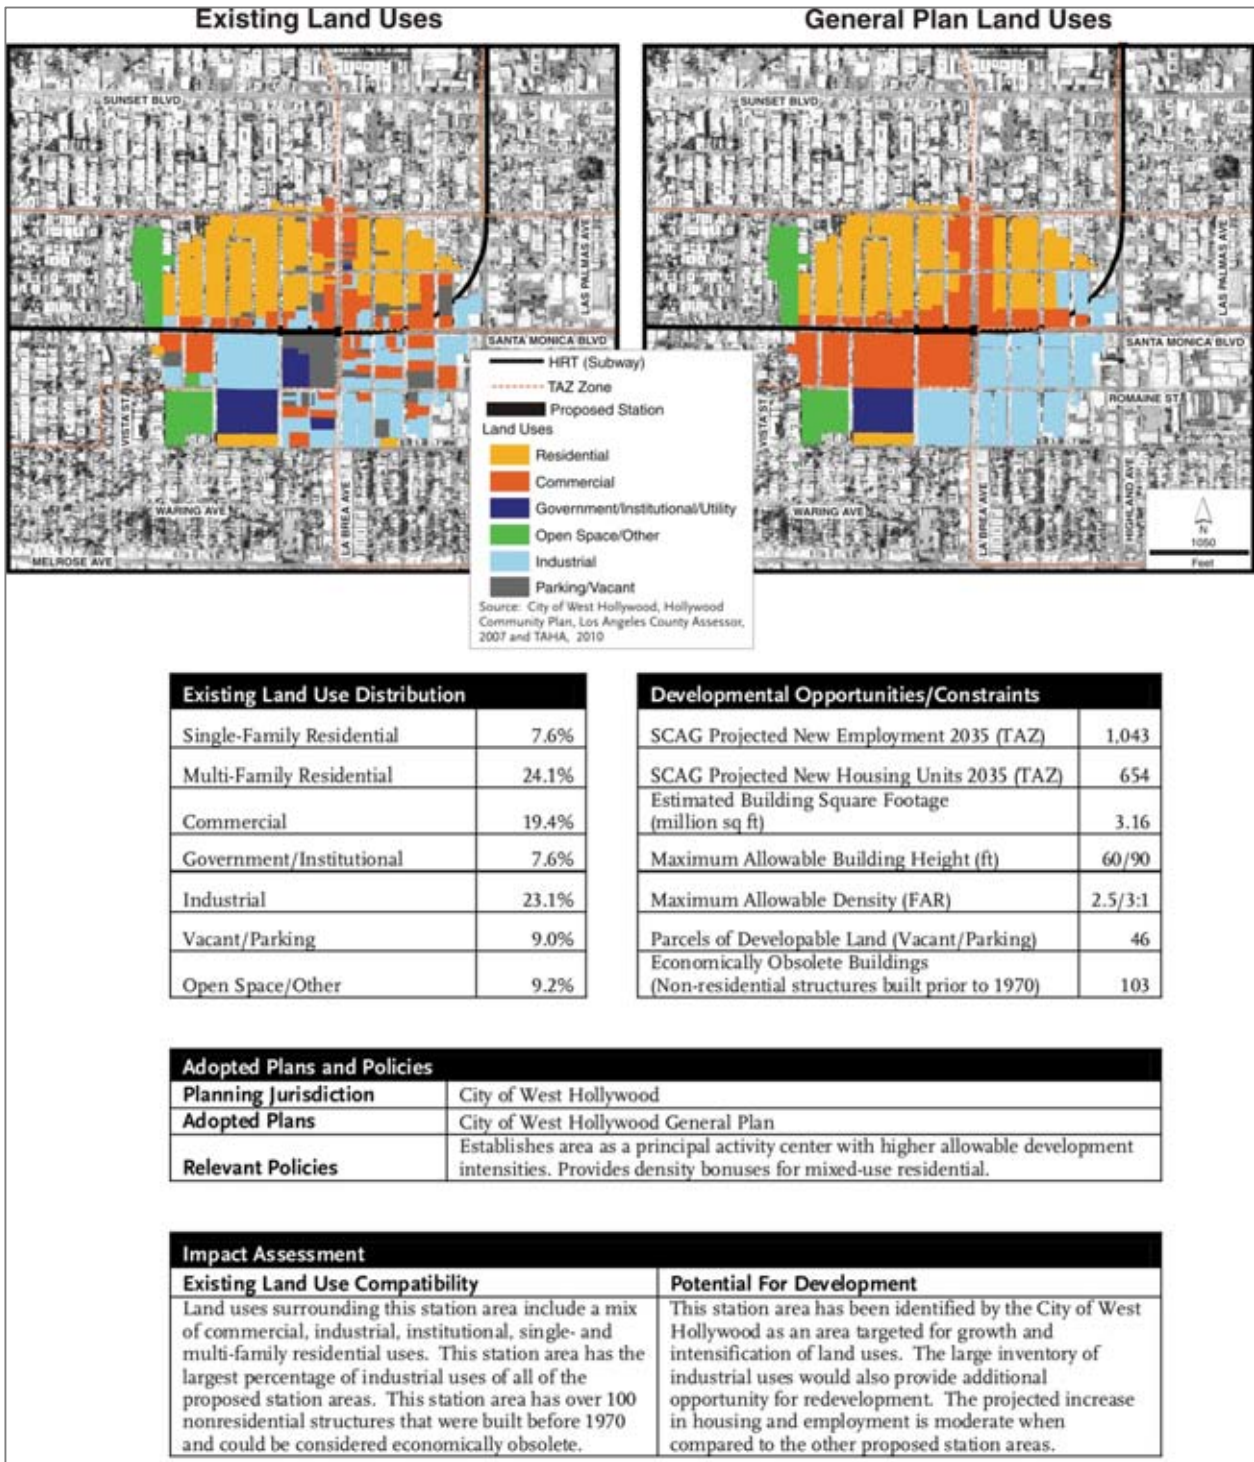 Existing Land Uses
General Plan Land Uses
SUNSET BLVD
LAS PALMAS AVE
SANTA MONICA BLVD
VISTA ST
LA BREA AVE
WARING AVE
MELROSE AVE
SUNSET BLVD
LAS PALMAS AVE
SANTA MONICA BLVD
ROMAINE ST
VISTA ST
LA BREA AVE
HIGHLAND AVE
WARING AVE
N
1050
Feet
HRT (Subway)
TAZ Zone
Proposed Station
Land Uses
Residential
Commercial
Government/Institutional/Utility
Open Space/Other
Industrial
Parking/Vacant
Source: City of West Hollywood, Hollywood
Community Plan, Los Angeles County Assessor,
2007 and TAHA, 2010
Existing Land Use Distribution
Single-Family Residential 7.6%
Multi-Family Residential 24.1%
Commercial 19.4%
Government/Institutional 7.6%
Industrial 23.1%
Vacant/Parking 9.0%
Open Space/Other 9.2%
Developmental Opportunities/Constraints
SCAG Projected New Employment 2035 (TAZ) 1,043
SCAG Projected New Housing Units 2035 (TAZ) 654
Estimated Building Square Footage
(million sq ft) 3.16
Maximum Allowable Building Height (ft) 60/90
Maximum Allowable Density (FAR) 2.5/3:1
Parcels of Developable Land (Vacant/Parking) 46
Economically Obsolete Buildings
(Non-residential structures built prior to 1970) 103
Adopted Plans and Policies
Planning Jurisdiction City of West Hollywood
Adopted Plans City of West Hollywood General Plan
Relevant Policies Establishes area as a principal activity center with higher allowable development
intensities. Provides density bonuses for mixed-use residential.
Impact Assessment
Existing Land Use Compatibility
Land uses surrounding this station area include a mix
of commercial, industrial, institutional, single- and
multi-family residential uses. This station area has the
largest percentage of industrial uses of all of the
proposed station areas. This station area has over 100
nonresidential structures that were built before 1970
and could be considered economically obsolete.
Potential For Development
This station area has been identified by the City of West
Hollywood as an area targeted for growth and
intensification of land uses. The large inventory of
industrial uses would also provide additional
opportunity for redevelopment. The projected increase
in housing and employment is moderate when
compared to the other proposed station areas.